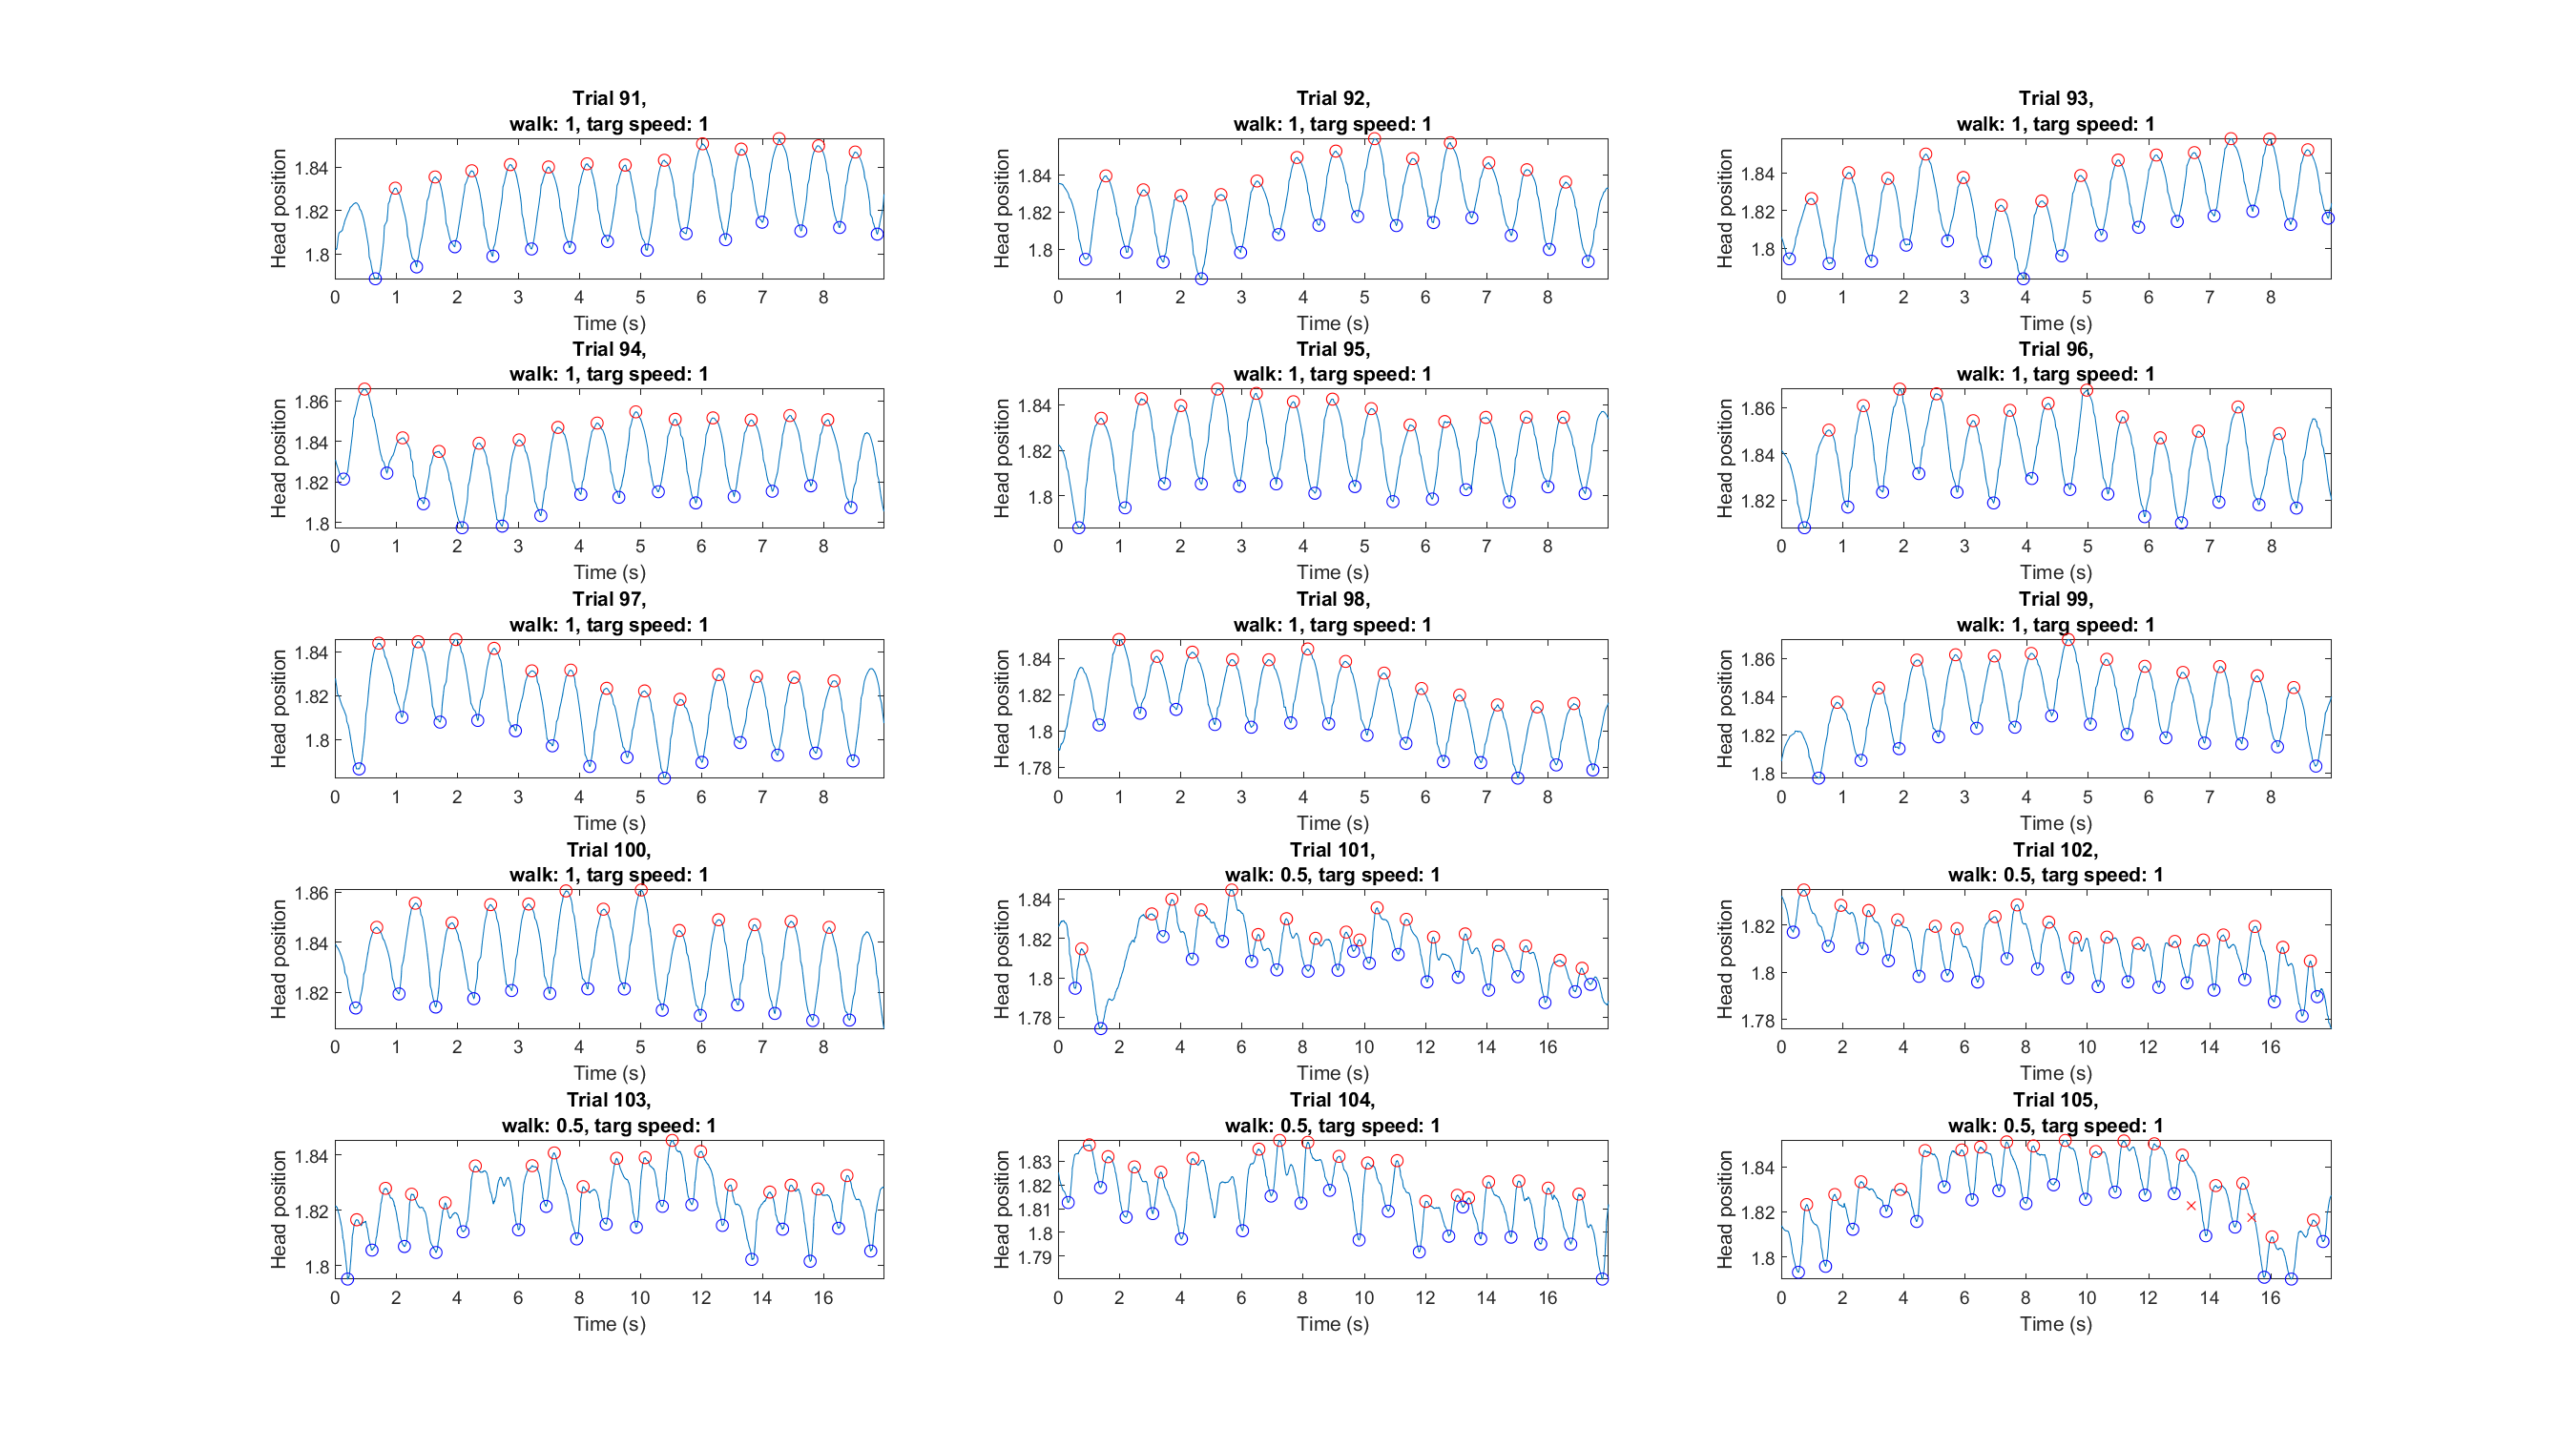 Trial 91,
walk: 1, targ speed: 1
Head position
1.84
1.82
1.8
0 1 2 3 4 5 6 7 8
Time (s)
Trial 92,
walk: 1, targ speed: 1
Head position
1.84
1.82
1.8
0 1 2 3 4 5 6 7 8
Time (s)
Trial 93,
walk: 1, targ speed: 1
Head position
1.84
1.82
1.8
0 1 2 3 4 5 6 7 8
Time (s)
Trial 94,
walk: 1, targ speed: 1
Head position
1.86
1.84
1.82
1.8
0 1 2 3 4 5 6 7 8
Time (s)
Trial 95,
walk: 1, targ speed: 1
Head position
1.84
1.82
1.8
0 1 2 3 4 5 6 7 8
Time (s)
Trial 96,
walk: 1, targ speed: 1
Head position
1.86
1.84
1.82
0 1 2 3 4 5 6 7 8
Time (s)
Trial 97,
walk: 1, targ speed: 1
Head position
1.84
1.82
1.8
0 1 2 3 4 5 6 7 8
Time (s)
Trial 98,
walk: 1, targ speed: 1
Head position
1.84
1.82
1.8
1.78
0 1 2 3 4 5 6 7 8
Time (s)
Trial 99,
walk: 1, targ speed: 1
Head position
1.86
1.84
1.82
1.8
0 1 2 3 4 5 6 7 8
Time (s)
Trial 100,
walk: 1, targ speed: 1
Head position
1.86
1.84
1.82
0 1 2 3 4 5 6 7 8
Time (s)
Trial 101,
walk: 0.5, targ speed: 1
Head position
1.84
1.82
1.8
1.78
0 2 4 6 8 10 12 14 16
Time (s)
Trial 102,
walk: 0.5, targ speed: 1
Head position
1.82
1.8
1.78
0 2 4 6 8 10 12 14 16
Time (s)
Trial 103,
walk: 0.5, targ speed: 1
Head position
1.84
1.82
1.8
0 2 4 6 8 10 12 14 16
Time (s)
Trial 104,
walk: 0.5, targ speed: 1
Head position
1.83
1.82
1.81
1.8
1.79
0 2 4 6 8 10 12 14 16
Time (s)
Trial 105,
walk: 0.5, targ speed: 1
Head position
1.84
1.82
1.8
0 2 4 6 8 10 12 14 16
Time (s)